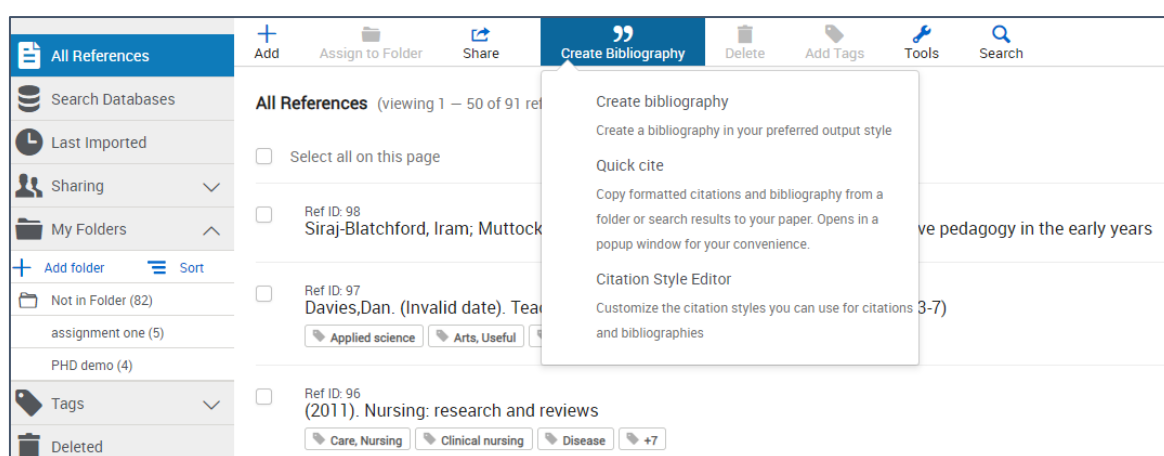 Add
Assign to Folder
Share
Create Bibliography
Delete
Add Tags
Tools
Search
All References
Search Databases
Last Imported
Sharing
My Folders
Add folder
Sort
Not in Folder (82)
assignment one (5)
PHD demo (4)
Tags
Deleted
All References (viewing 1 – 50 of 91 ref
Select all on this page
Ref ID: 98
Siraj-Blatchford, Iram; Muttock
ve pedagogy in the early years
Ref ID: 97
Davies,Dan. (Invalid date). Tea
3-7)
Applied science
Arts, Useful
Ref ID: 96
(2011). Nursing: research and reviews
Care, Nursing
Clinical nursing
Disease
+7
Create bibliography
Create a bibliography in your preferred output style
Quick cite
Copy formatted citations and bibliography from a
folder or search results to your paper. Opens in a
popup window for your convenience.
Citation Style Editor
Customize the citation styles you can use for citations
and bibliographies